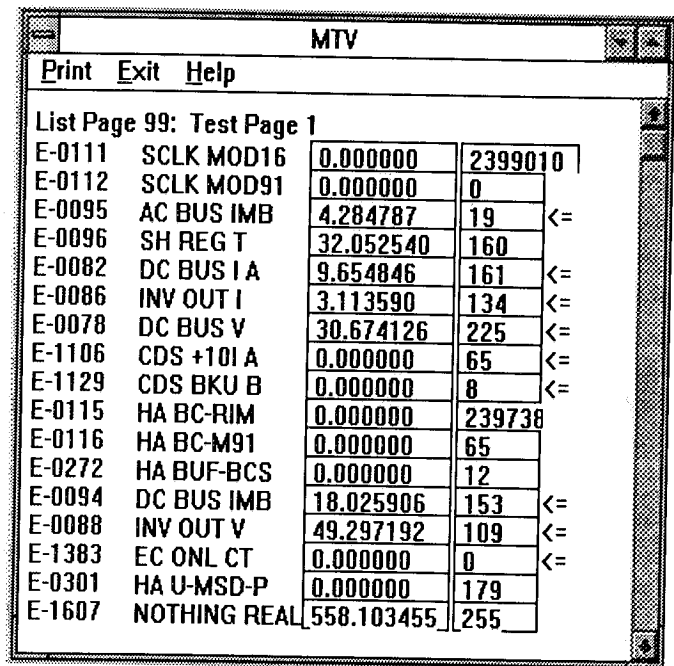 MTV
Print Exit Help
List Page 99: Test Page 1
E-0111 SCLK MOD16 0.000000 2399010
E-0112 SCLK MOD91 0.000000 0
E-0095 AC BUS IMB 4.284787 19 <=
E-0096 SH REG T 32.052540 160
E-0082 DC BUS I A 9.654846 161 <=
E-0086 INV OUT I 3.113590 134 <=
E-0078 DC BUS V 30.674126 225 <=
E-1106 CDS +10I A 0.000000 65 <=
E-1129 CDS BKU B 0.000000 8 <=
E-0115 HA BC-RIM 0.000000 239738
E-0116 HA BC-M91 0.000000 65
E-0272 HA BUF-BCS 0.000000 12
E-0094 DC BUS IMB 18.025906 153 <=
E-0088 INV OUT V 49.297192 109 <=
E-1383 EC ONL CT 0.000000 0 <=
E-0301 HA U-MSD-P 0.000000 179
E-1607 NOTHING REAL 558.103455 255